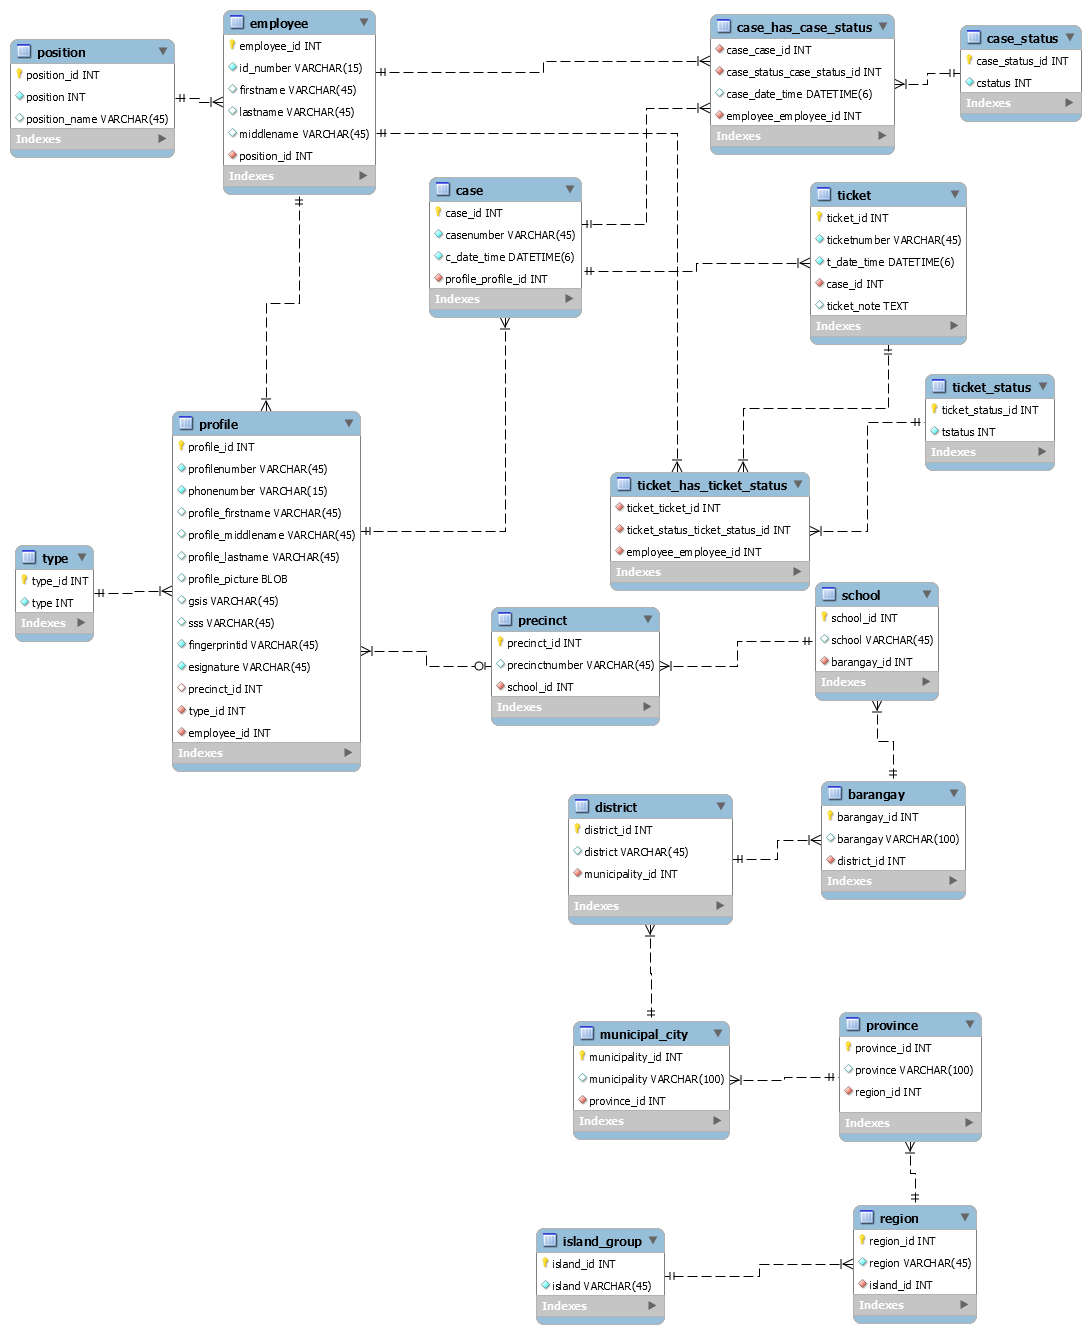 position
position_id INT
position INT
position_name VARCHAR(45)
Indexes
employee
employee_id INT
id_number VARCHAR(15)
firstname VARCHAR(45)
lastname VARCHAR(45)
middlename VARCHAR(45)
position_id INT
Indexes
case_has_case_status
case_case_id INT
case_status_case_status_id INT
case_date_time DATETIME(6)
employee_employee_id INT
Indexes
case_status
case_status_id INT
cstatus INT
Indexes
case
case_id INT
casenumber VARCHAR(45)
c_date_time DATETIME(6)
profile_profile_id INT
Indexes
ticket
ticket_id INT
ticketnumber VARCHAR(45)
t_date_time DATETIME(6)
case_id INT
ticket_note TEXT
Indexes
ticket_status
ticket_status_id INT
tstatus INT
Indexes
profile
profile_id INT
profilenumber VARCHAR(45)
phonenumber VARCHAR(15)
profile_firstname VARCHAR(45)
profile_middlename VARCHAR(45)
profile_lastname VARCHAR(45)
profile_picture BLOB
gsis VARCHAR(45)
sss VARCHAR(45)
fingerprintid VARCHAR(45)
esignature VARCHAR(45)
precinct_id INT
type_id INT
employee_id INT
Indexes
ticket_has_ticket_status
ticket_ticket_id INT
ticket_status_ticket_status_id INT
employee_employee_id INT
Indexes
type
type_id INT
type INT
Indexes
precinct
precinct_id INT
precinctnumber VARCHAR(45)
school_id INT
Indexes
school
school_id INT
school VARCHAR(45)
barangay_id INT
Indexes
district
district_id INT
district VARCHAR(45)
municipality_id INT
Indexes
barangay
barangay_id INT
barangay VARCHAR(100)
district_id INT
Indexes
municipal_city
municipality_id INT
municipality VARCHAR(100)
province_id INT
Indexes
province
province_id INT
province VARCHAR(100)
region_id INT
Indexes
island_group
island_id INT
island VARCHAR(45)
Indexes
region
region_id INT
region VARCHAR(45)
island_id INT
Indexes